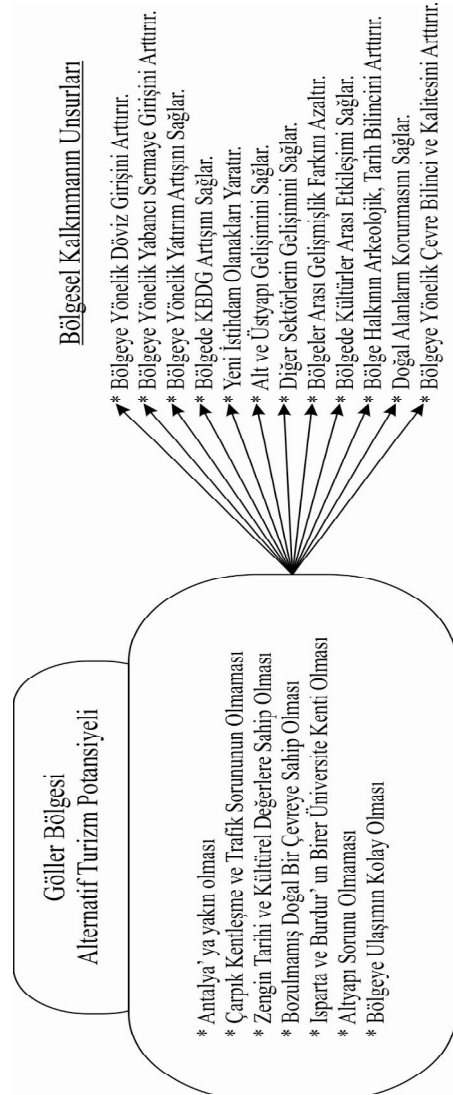 Göller Bölgesi
Alternatif Turizm Potansiyeli
* Antalya' ya yakın olması
* Çarpık Kentleşme ve Trafik Sorununun Olmaması
* Zengin Tarihi ve Kültürel Değerlere Sahip Olması
* Bozulmamış Doğal Bir Çevreye Sahip Olması
* Isparta ve Burdur' un Birer Üniversite Kenti Olması
* Altyapı Sorunu Olmaması
* Bölgeye Ulaşımın Kolay Olması
Bölgesel Kalkınmanın Unsurları
* Bölgeye Yönelik Döviz Girişini Arttırır.
* Bölgeye Yönelik Yabancı Sermaye Girişini Arttırır.
* Bölgeye Yönelik Yatırım Artışını Sağlar.
* Bölgede KBDG Artışını Sağlar.
* Yeni İstihdam Olanakları Yaratır.
* Alt ve Üstyapı Gelişimini Sağlar.
* Diğer Sektörlerin Gelişimini Sağlar.
* Bölgeler Arası Gelişmişlik Farkını Azaltır.
* Bölgede Kültürler Arası Etkileşimi Sağlar.
* Bölge Halkının Arkeolojik, Tarih Bilincini Arttırır.
* Doğal Alanların Korunmasını Sağlar.
* Bölgeye Yönelik Çevre Bilinci ve Kalitesini Arttırır.